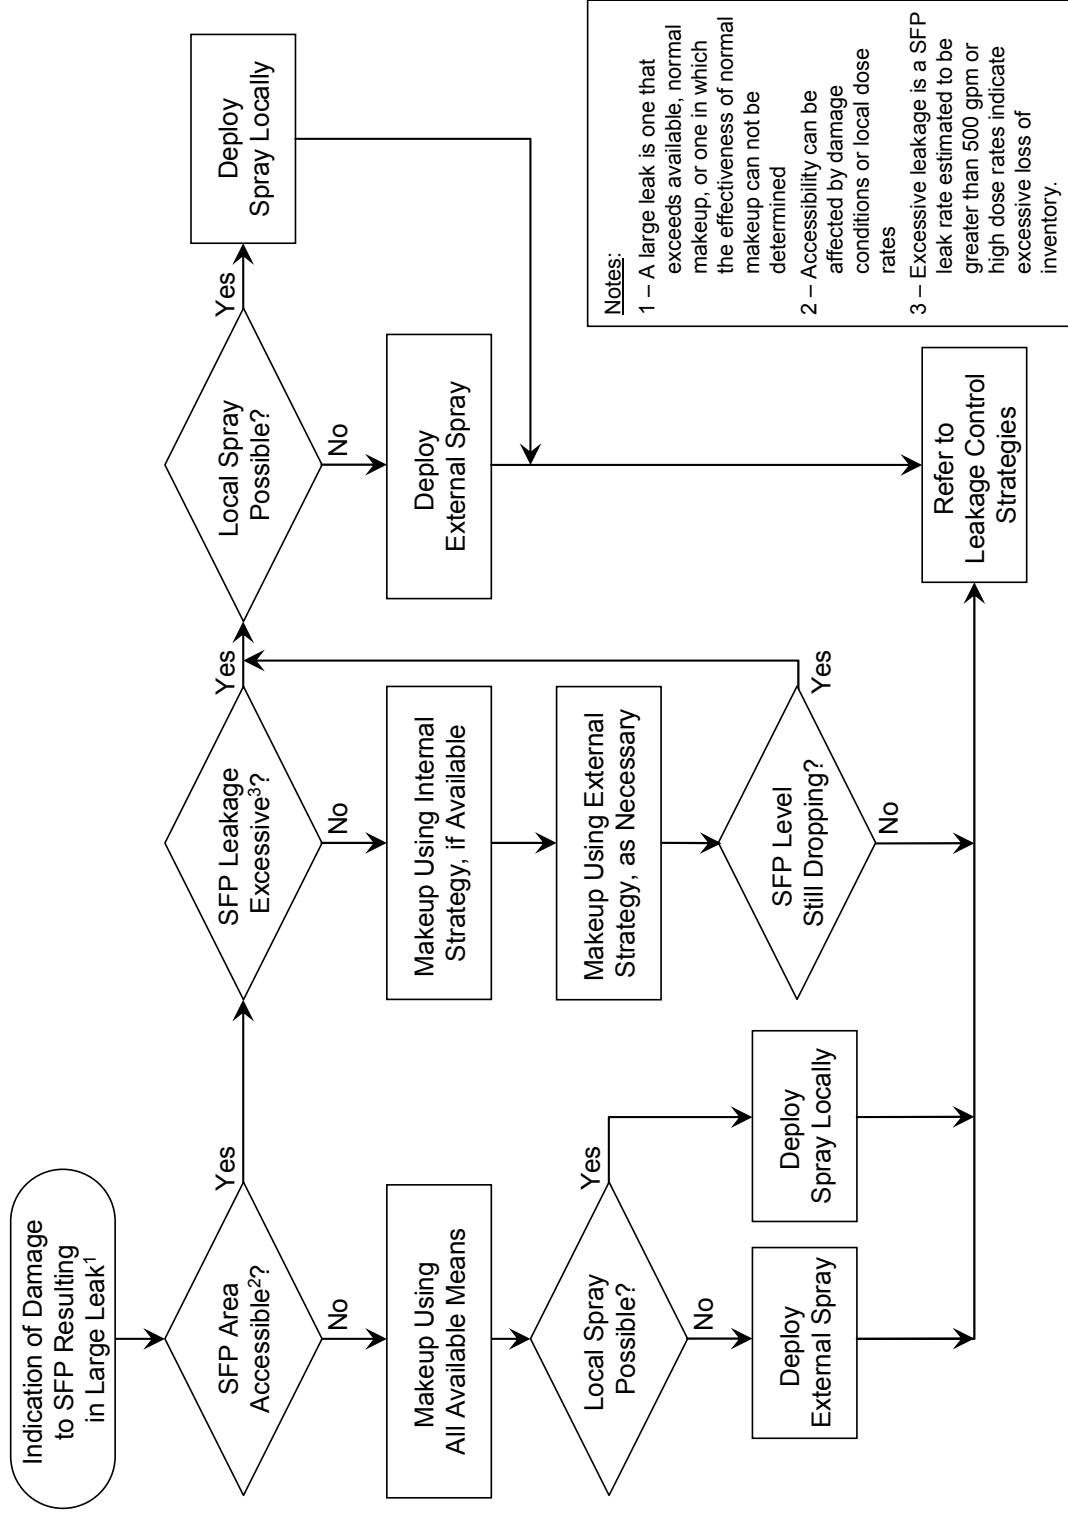 Indication of Damage
to SFP Resulting
in Large Leak¹
SFP Area
Accessible²?
Yes
No
SFP Leakage
Excessive³?
Yes
No
Local Spray
Possible?
Yes
No
Deploy
Spray Locally
Makeup Using
All Available Means
Makeup Using Internal
Strategy, if Available
Deploy
External Spray
Makeup Using External
Strategy, as Necessary
Local Spray
Possible?
Yes
No
SFP Level
Still Dropping?
Yes
No
Deploy
External Spray
Deploy
Spray Locally
Refer to
Leakage Control
Strategies
Notes:
1 – A large leak is one that
exceeds available, normal
makeup, or one in which
the effectiveness of normal
makeup can not be
determined
2 – Accessibility can be
affected by damage
conditions or local dose
rates
3 – Excessive leakage is a SFP
leak rate estimated to be
greater than 500 gpm or
high dose rates indicate
excessive loss of
inventory.